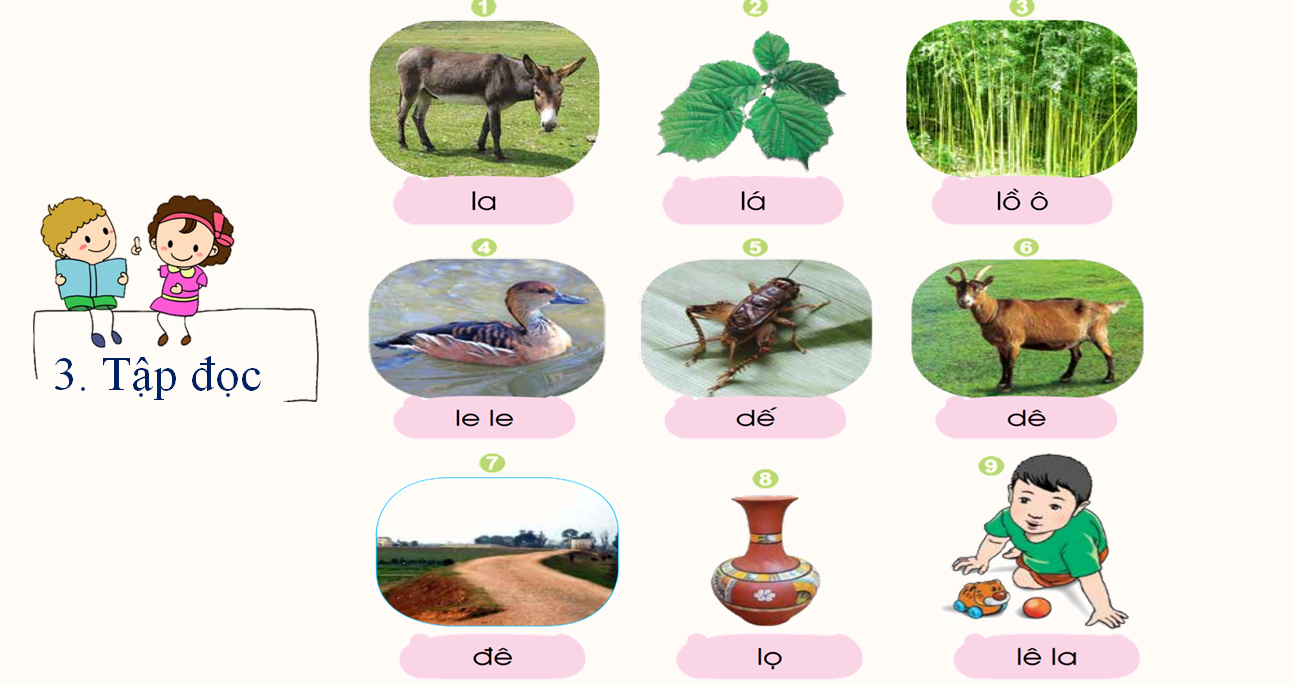 1
2
3
la
lá
lồ ô
3. Tập đọc
4
5
6
le le
dế
dê
7
8
9
đê
lọ
lê la